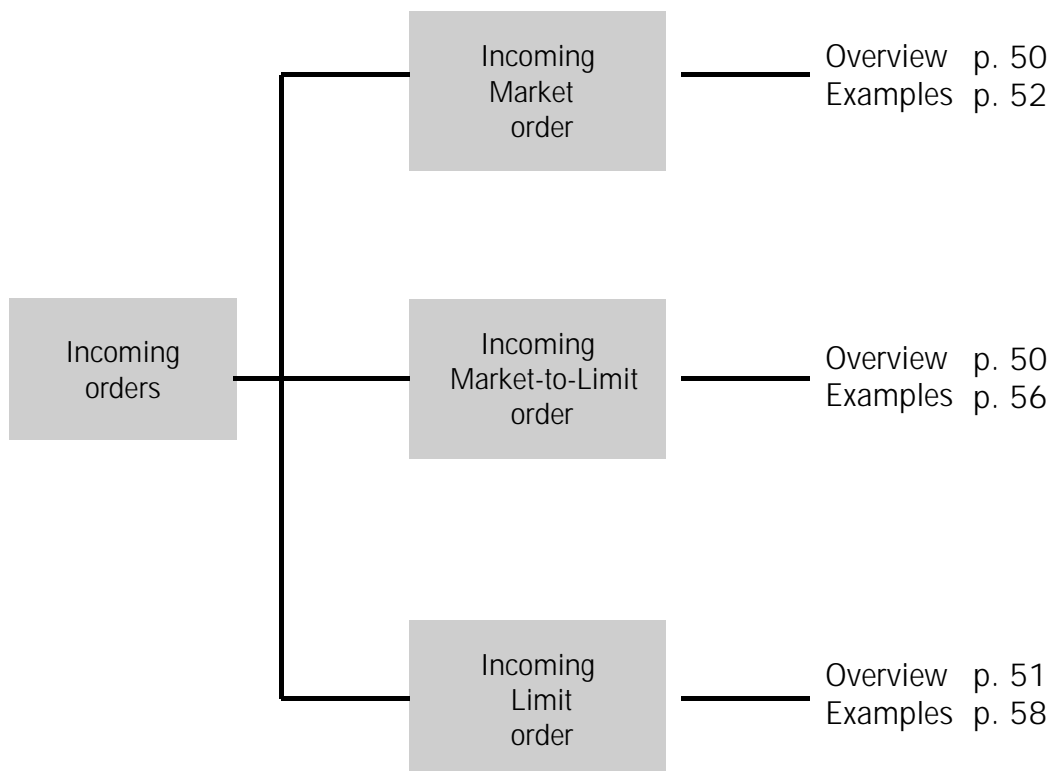 Incoming
Market
order
Overview p. 50
Examples p. 52
Incoming
orders
Incoming
Market-to-Limit
order
Overview p. 50
Examples p. 56
Incoming
Limit
order
Overview p. 51
Examples p. 58